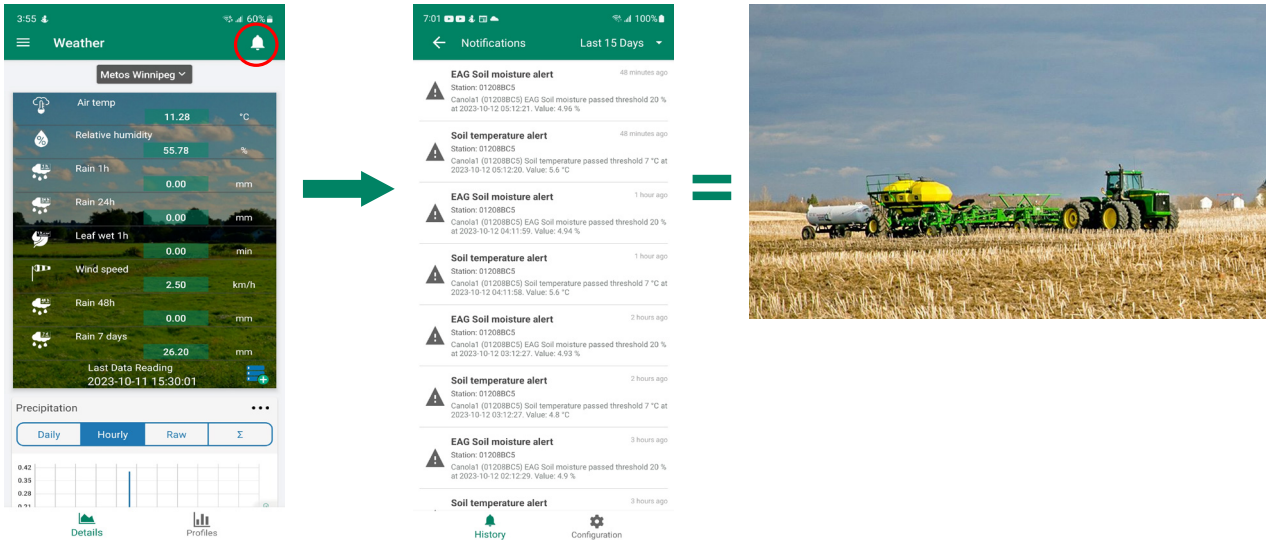 3:55 60%
Weather
Metos Winnipeg
Air temp
11.28 °C
Relative humidity
55.78 %
Rain 1h
0.00 mm
Rain 24h
0.00 mm
Leaf wet 1h
0.00 min
Wind speed
2.50 km/h
Rain 48h
0.00 mm
Rain 7 days
26.20 mm
Last Data Reading
2023-10-11 15:30:01
Precipitation
Daily Hourly Raw Σ
0.42
0.35
0.28
0.21
Details Profiles
7:01 100%
Notifications Last 15 Days
EAG Soil moisture alert 48 minutes ago
Station: 01208BC5
Canola1 (01208BC5) EAG Soil moisture passed threshold 20 %
at 2023-10-12 05:12:21. Value: 4.96 %
Soil temperature alert 48 minutes ago
Station: 01208BC5
Canola1 (01208BC5) Soil temperature passed threshold 7 °C at
2023-10-12 05:12:20. Value: 5.6 °C
EAG Soil moisture alert 1 hour ago
Station: 01208BC5
Canola1 (01208BC5) EAG Soil moisture passed threshold 20 %
at 2023-10-12 04:11:59. Value: 4.94 %
Soil temperature alert 1 hour ago
Station: 01208BC5
Canola1 (01208BC5) Soil temperature passed threshold 7 °C at
2023-10-12 04:11:58. Value: 5.6 °C
EAG Soil moisture alert 2 hours ago
Station: 01208BC5
Canola1 (01208BC5) EAG Soil moisture passed threshold 20 %
at 2023-10-12 03:12:27. Value: 4.93 %
Soil temperature alert 2 hours ago
Station: 01208BC5
Canola1 (01208BC5) Soil temperature passed threshold 7 °C at
2023-10-12 03:12:27. Value: 4.8 °C
EAG Soil moisture alert 3 hours ago
Station: 01208BC5
Canola1 (01208BC5) EAG Soil moisture passed threshold 20 %
at 2023-10-12 02:12:29. Value: 4.9 %
Soil temperature alert 3 hours ago
History Configuration